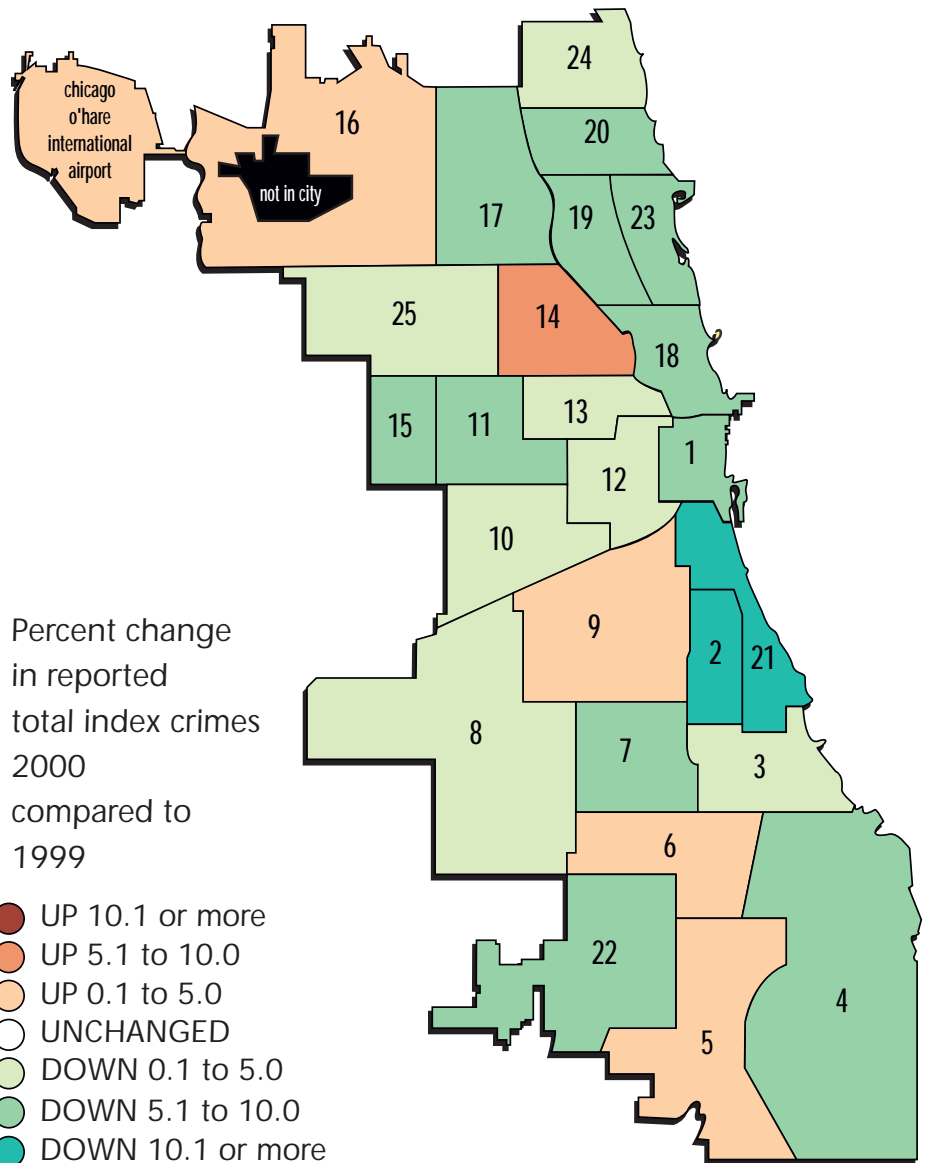 24
20
chicago
o'hare
international
airport
16
not in city
17
19
23
25
14
18
15
11
13
1
12
10
9
2
21
8
7
3
6
22
4
5
Percent change
in reported
total index crimes
2000
compared to
1999
UP 10.1 or more
UP 5.1 to 10.0
UP 0.1 to 5.0
UNCHANGED
DOWN 0.1 to 5.0
DOWN 5.1 to 10.0
DOWN 10.1 or more